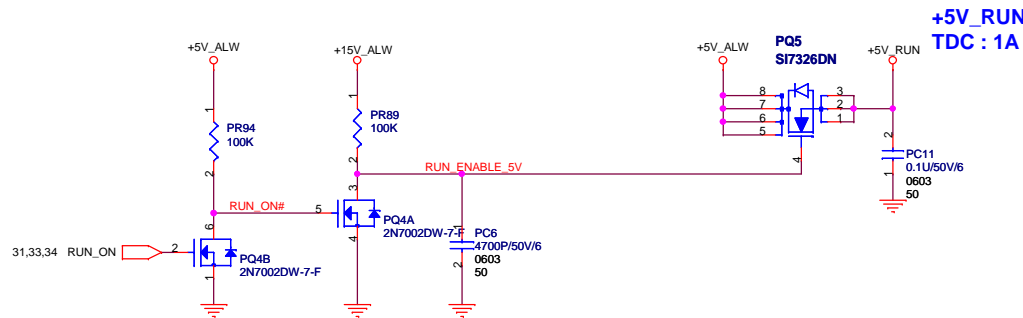 +5V_RUN
TDC : 1A
+5V_ALW
+15V_ALW
+5V_ALW
PQ5
SI7326DN
+5V_RUN
1
PR94
100K
2
1
PR89
100K
2
8
7
6
5
3
2
1
4
2
PC11
0.1U/50V/6
0603
50
1
RUN_ENABLE_5V
RUN_ON#
3
5
PQ4A
2N7002DW-7-F
4
1
PC6
4700P/50V/6
0603
50
2
6
31,33,34 RUN_ON
2
PQ4B
2N7002DW-7-F
1